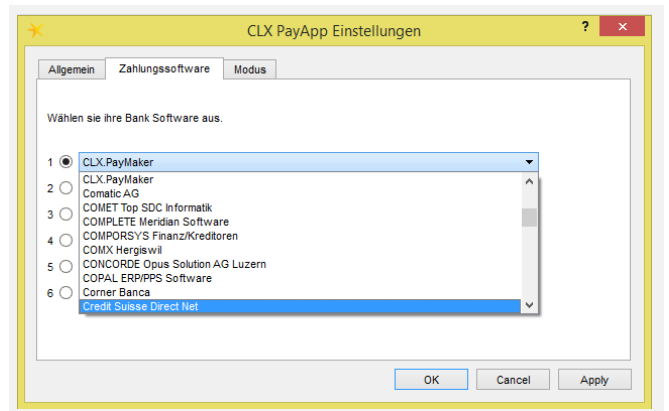 CLX PayApp Einstellungen
?
Allgemein Zahlungssoftware Modus
Wählen sie ihre Bank Software aus.
1 CLX.PayMaker
CLX.PayMaker
2 Comatic AG
COMET Top SDC Informatik
3 COMPLETE Meridian Software
COMPORSYS Finanz/Kreditoren
4 COMX Hergiswil
5 CONCORDE Opus Solution AG Luzern
COPAL ERP/PPS Software
6 Corner Banca
Credit Suisse Direct Net
OK Cancel Apply